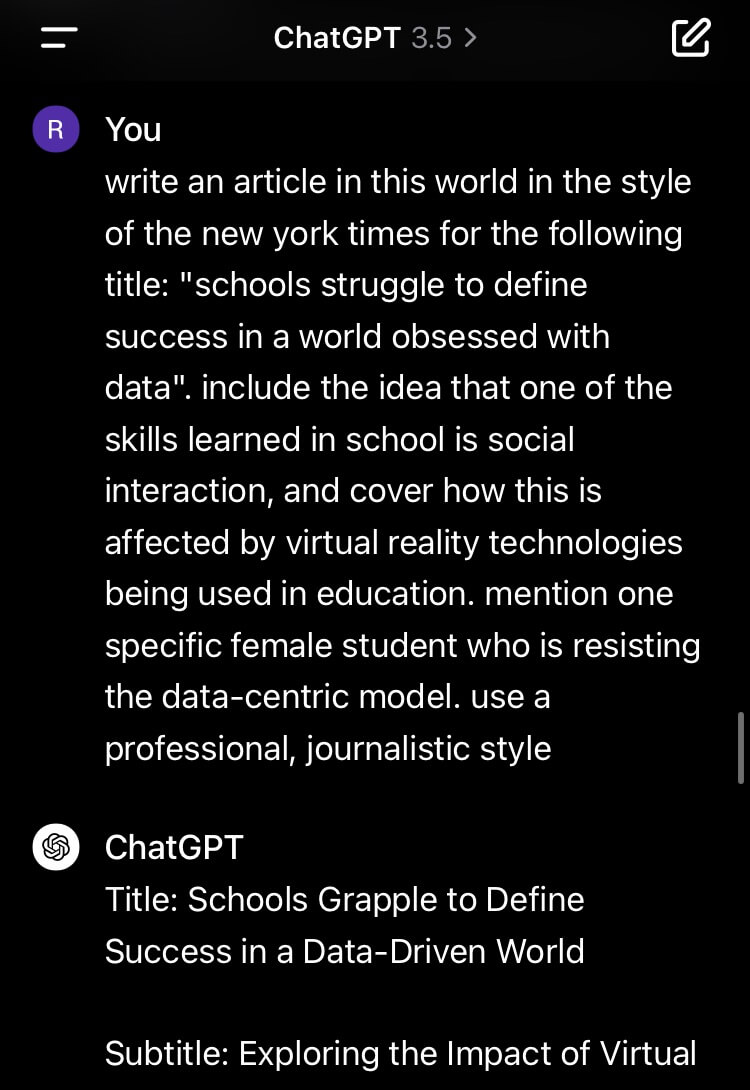 ChatGPT 3.5 >
R
You
write an article in this world in the style
of the new york times for the following
title: "schools struggle to define
success in a world obsessed with
data". include the idea that one of the
skills learned in school is social
interaction, and cover how this is
affected by virtual reality technologies
being used in education. mention one
specific female student who is resisting
the data-centric model. use a
professional, journalistic style
ChatGPT
Title: Schools Grapple to Define
Success in a Data-Driven World
Subtitle: Exploring the Impact of Virtual